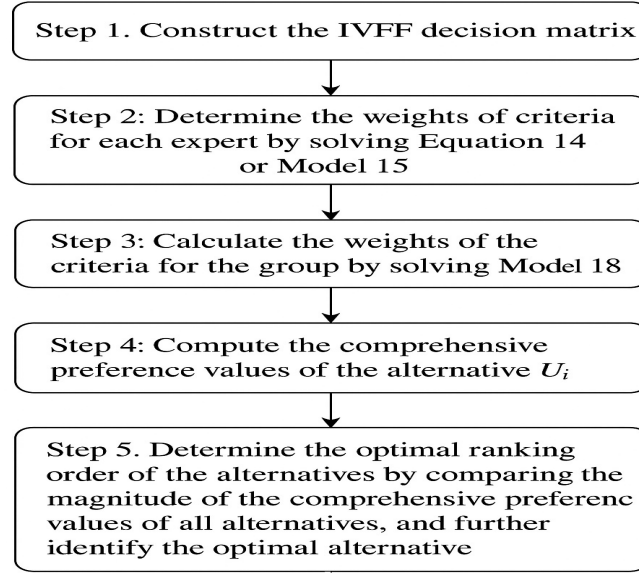 Step 1. Construct the IVFF decision matrix
Step 2: Determine the weights of criteria
for each expert by solving Equation 14
or Model 15
Step 3: Calculate the weights of the
criteria for the group by solving Model 18
Step 4: Compute the comprehensive
preference values of the alternative Uᵢ
Step 5. Determine the optimal ranking
order of the alternatives by comparing the
magnitude of the comprehensive preferenc
values of all alternatives, and further
identify the optimal alternative